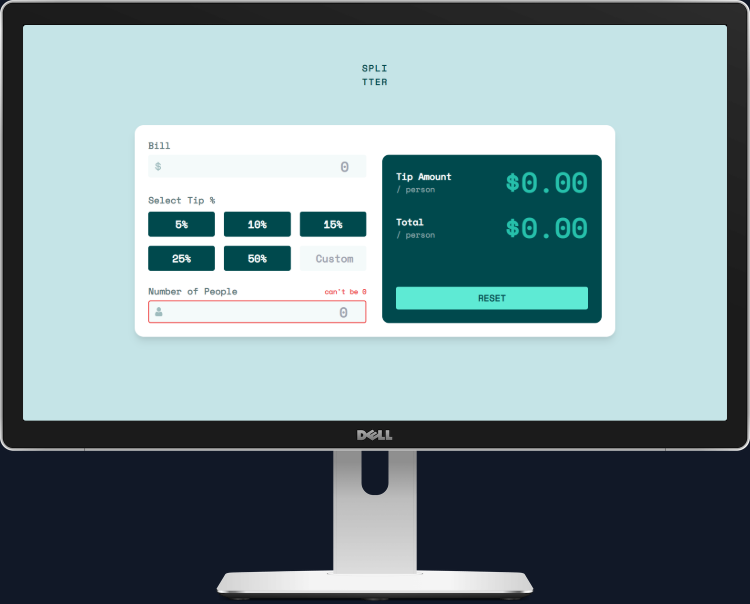 SPLI
TTER
Bill
$ 0
Select Tip %
5% 10% 15%
25% 50% Custom
Number of People can't be 0
0
Tip Amount $0.00
/ person
Total $0.00
/ person
RESET
DELL